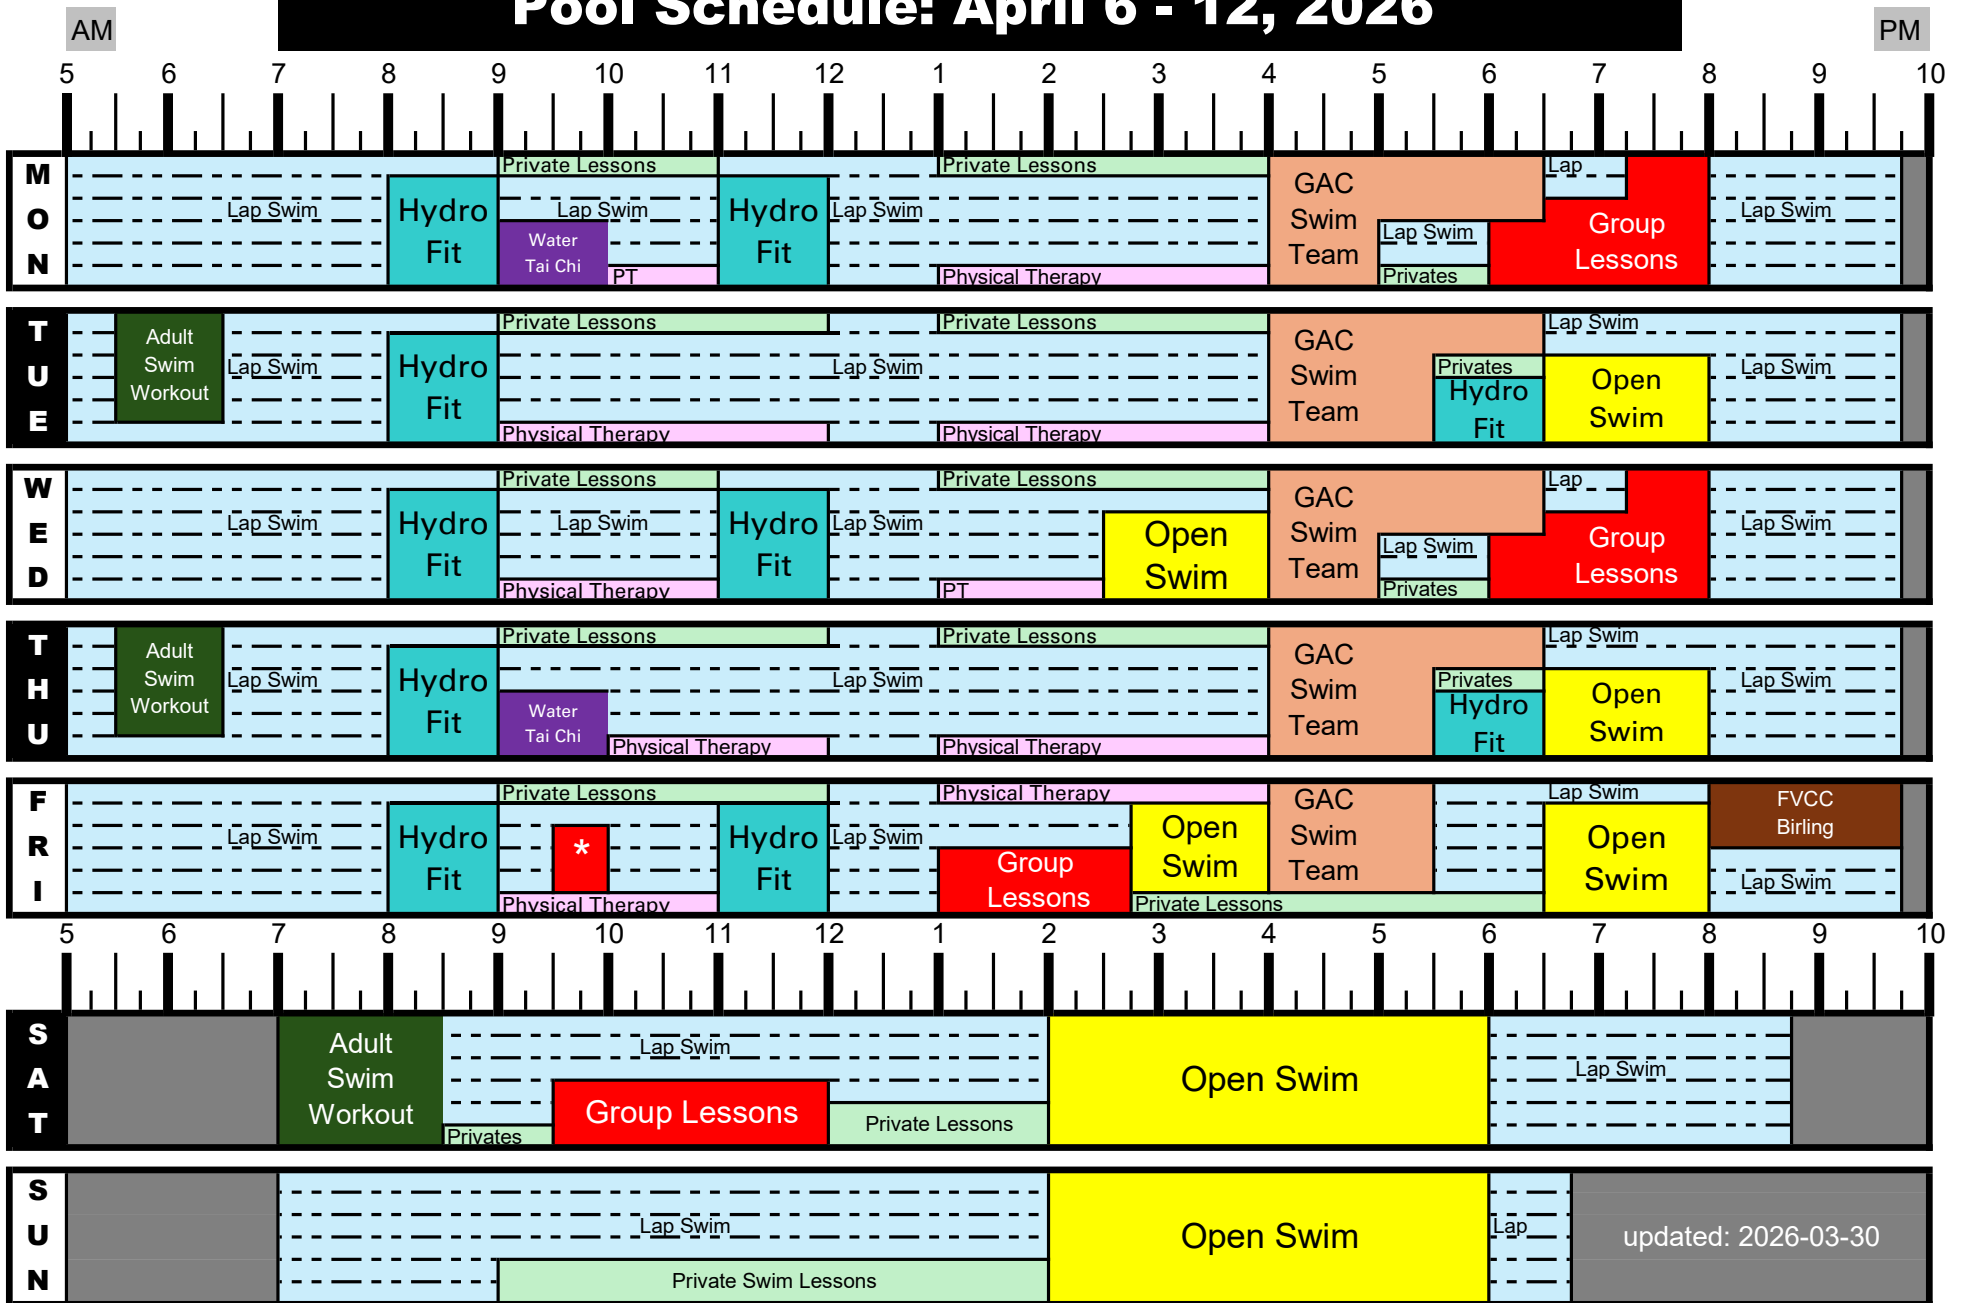 Pool Schedule: April 6 - 12, 2026
AM
PM
5 6 7 8 9 10 11 12 1 2 3 4 5 6 7 8 9 10
MON
Lap Swim
Hydro
Fit
Private Lessons
Lap Swim
Water
Tai Chi
PT
Hydro
Fit
Lap Swim
Private Lessons
Physical Therapy
GAC
Swim
Team
Lap Swim
Privates
Lap
Group
Lessons
Lap Swim
TUE
Adult
Swim
Workout
Lap Swim
Hydro
Fit
Private Lessons
Physical Therapy
Lap Swim
Private Lessons
Physical Therapy
GAC
Swim
Team
Privates
Hydro
Fit
Lap Swim
Open
Swim
Lap Swim
WED
Lap Swim
Hydro
Fit
Private Lessons
Lap Swim
Physical Therapy
Hydro
Fit
Lap Swim
Private Lessons
PT
Open
Swim
GAC
Swim
Team
Lap Swim
Privates
Lap
Group
Lessons
Lap Swim
THU
Adult
Swim
Workout
Lap Swim
Hydro
Fit
Private Lessons
Water
Tai Chi
Physical Therapy
Lap Swim
Private Lessons
Physical Therapy
GAC
Swim
Team
Privates
Hydro
Fit
Lap Swim
Open
Swim
Lap Swim
FRI
Lap Swim
Hydro
Fit
Private Lessons
*
Physical Therapy
Hydro
Fit
Lap Swim
Physical Therapy
Group
Lessons
Open
Swim
Private Lessons
GAC
Swim
Team
Lap Swim
Open
Swim
FVCC
Birling
Lap Swim
5 6 7 8 9 10 11 12 1 2 3 4 5 6 7 8 9 10
SAT
Adult
Swim
Workout
Lap Swim
Privates
Group Lessons
Private Lessons
Open Swim
Lap Swim
SUN
Lap Swim
Private Swim Lessons
Open Swim
Lap
updated: 2026-03-30